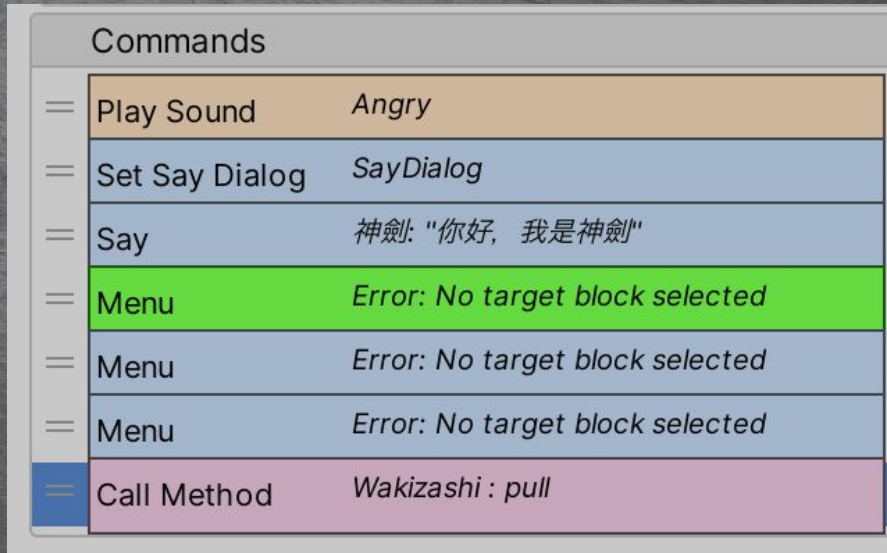 Commands
Play Sound Angry
Set Say Dialog SayDialog
Say 神劍: "你好，我是神劍"
Menu Error: No target block selected
Menu Error: No target block selected
Menu Error: No target block selected
Call Method Wakizashi : pull